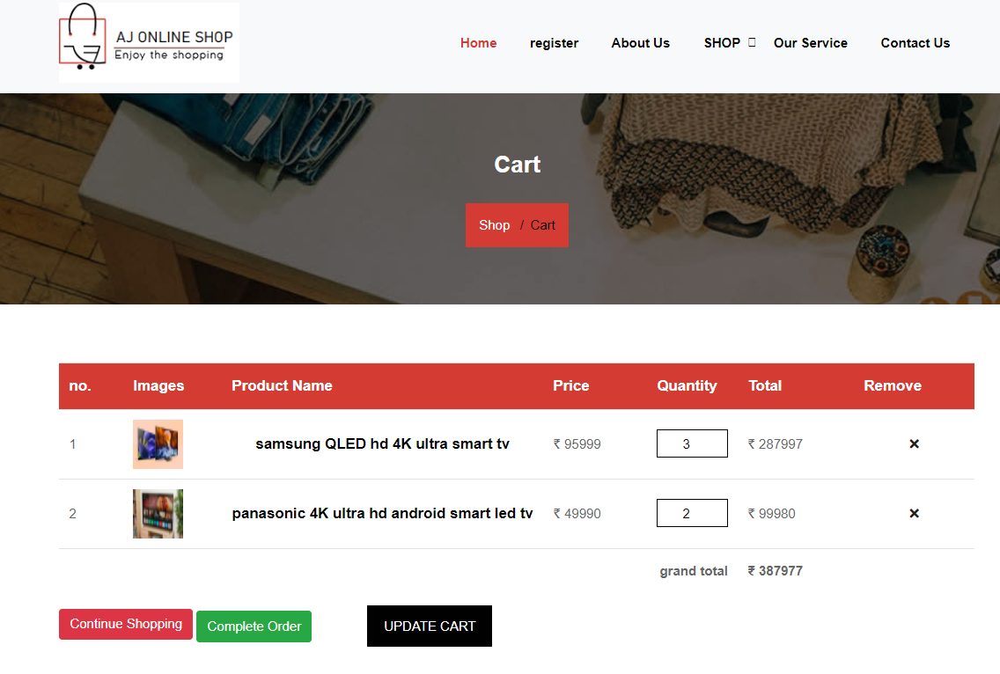 AJ ONLINE SHOP
Enjoy the shopping
Home register About Us SHOP Our Service Contact Us
Cart
Shop / Cart
no. Images Product Name Price Quantity Total Remove
1 samsung QLED hd 4K ultra smart tv ₹ 95999 3 ₹ 287997 ×
2 panasonic 4K ultra hd android smart led tv ₹ 49990 2 ₹ 99980 ×
grand total ₹ 387977
Continue Shopping Complete Order UPDATE CART